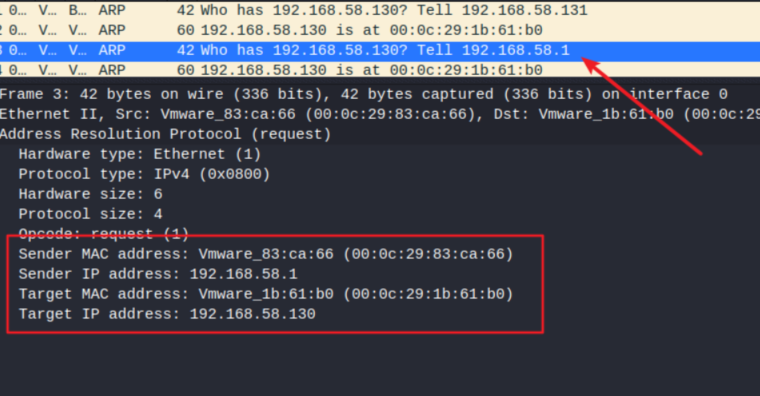 0… V… B… ARP 42 Who has 192.168.58.130? Tell 192.168.58.131
2 0… V… V… ARP 60 192.168.58.130 is at 00:0c:29:1b:61:b0
3 0… V… V… ARP 42 Who has 192.168.58.130? Tell 192.168.58.1
4 0… V… V… ARP 60 192.168.58.130 is at 00:0c:29:1b:61:b0
Frame 3: 42 bytes on wire (336 bits), 42 bytes captured (336 bits) on interface 0
Ethernet II, Src: Vmware_83:ca:66 (00:0c:29:83:ca:66), Dst: Vmware_1b:61:b0 (00:0c:29
Address Resolution Protocol (request)
Hardware type: Ethernet (1)
Protocol type: IPv4 (0x0800)
Hardware size: 6
Protocol size: 4
Opcode: request (1)
Sender MAC address: Vmware_83:ca:66 (00:0c:29:83:ca:66)
Sender IP address: 192.168.58.1
Target MAC address: Vmware_1b:61:b0 (00:0c:29:1b:61:b0)
Target IP address: 192.168.58.130